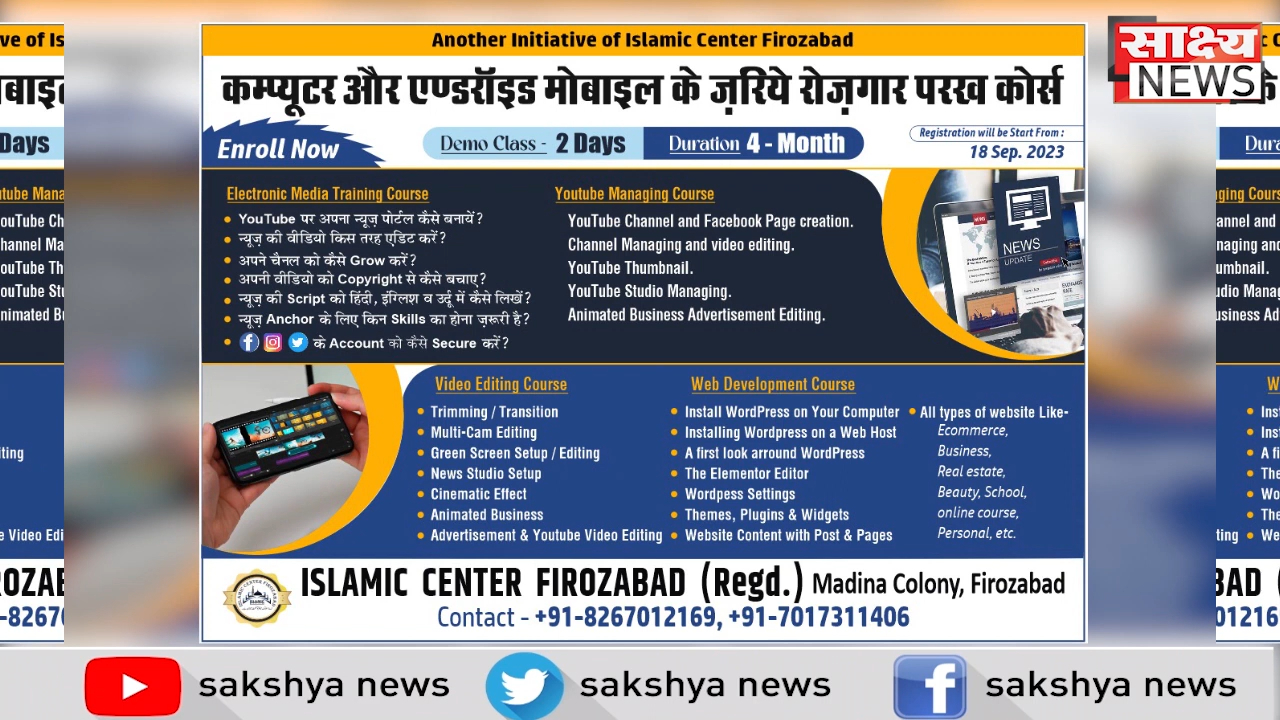 Another Initiative of Islamic Center Firozabad
साक्ष्य
NEWS
कम्प्यूटर और एण्डरॉइड मोबाइल के ज़रिये रोज़गार परख कोर्स
Enroll Now
Demo Class - 2 Days
Duration 4 - Month
Registration will be Start From :
18 Sep. 2023
Electronic Media Training Course
YouTube पर अपना न्यूज़ पोर्टल कैसे बनायें?
न्यूज़ की वीडियो किस तरह एडिट करें?
अपने चैनल को कैसे Grow करें?
अपनी वीडियो को Copyright से कैसे बचाए?
न्यूज़ की Script को हिंदी, इंग्लिश व उर्दू में कैसे लिखें?
न्यूज़ Anchor के लिए किन Skills का होना ज़रूरी है?
के Account को कैसे Secure करें?
Youtube Managing Course
YouTube Channel and Facebook Page creation.
Channel Managing and video editing.
YouTube Thumbnail.
YouTube Studio Managing.
Animated Business Advertisement Editing.
NEWS
UPDATE
Video Editing Course
Trimming / Transition
Multi-Cam Editing
Green Screen Setup / Editing
News Studio Setup
Cinematic Effect
Animated Business
Advertisement & Youtube Video Editing
Web Development Course
Install WordPress on Your Computer
Installing Wordpress on a Web Host
A first look arround WordPress
The Elementor Editor
Wordpess Settings
Themes, Plugins & Widgets
Website Content with Post & Pages
All types of website Like-
Ecommerce,
Business,
Real estate,
Beauty, School,
online course,
Personal, etc.
ISLAMIC CENTER FIROZABAD (Regd.) Madina Colony, Firozabad
Contact - +91-8267012169, +91-7017311406
sakshya news
sakshya news
sakshya news